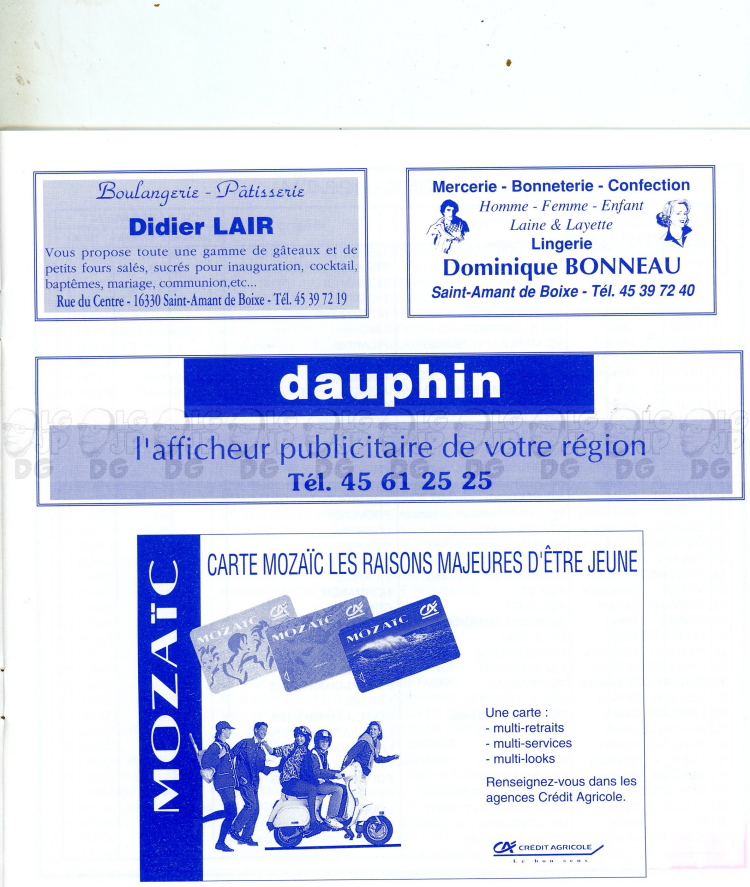 Boulangerie - Pâtisserie
Didier LAIR
Vous propose toute une gamme de gâteaux et de
petits fours salés, sucrés pour inauguration, cocktail,
baptêmes, mariage, communion,etc...
Rue du Centre - 16330 Saint-Amant de Boixe - Tél. 45 39 72 19
Mercerie - Bonneterie - Confection
Homme - Femme - Enfant
Laine & Layette
Lingerie
Dominique BONNEAU
Saint-Amant de Boixe - Tél. 45 39 72 40
dauphin
l'afficheur publicitaire de votre région
Tél. 45 61 25 25
MOZAÏC
CARTE MOZAÏC LES RAISONS MAJEURES D'ÊTRE JEUNE
MOZAÏC
MOZAÏC
MOZAÏC
CA
CA
CA
Une carte :
- multi-retraits
- multi-services
- multi-looks
Renseignez-vous dans les
agences Crédit Agricole.
CA CRÉDIT AGRICOLE
Le bon sens